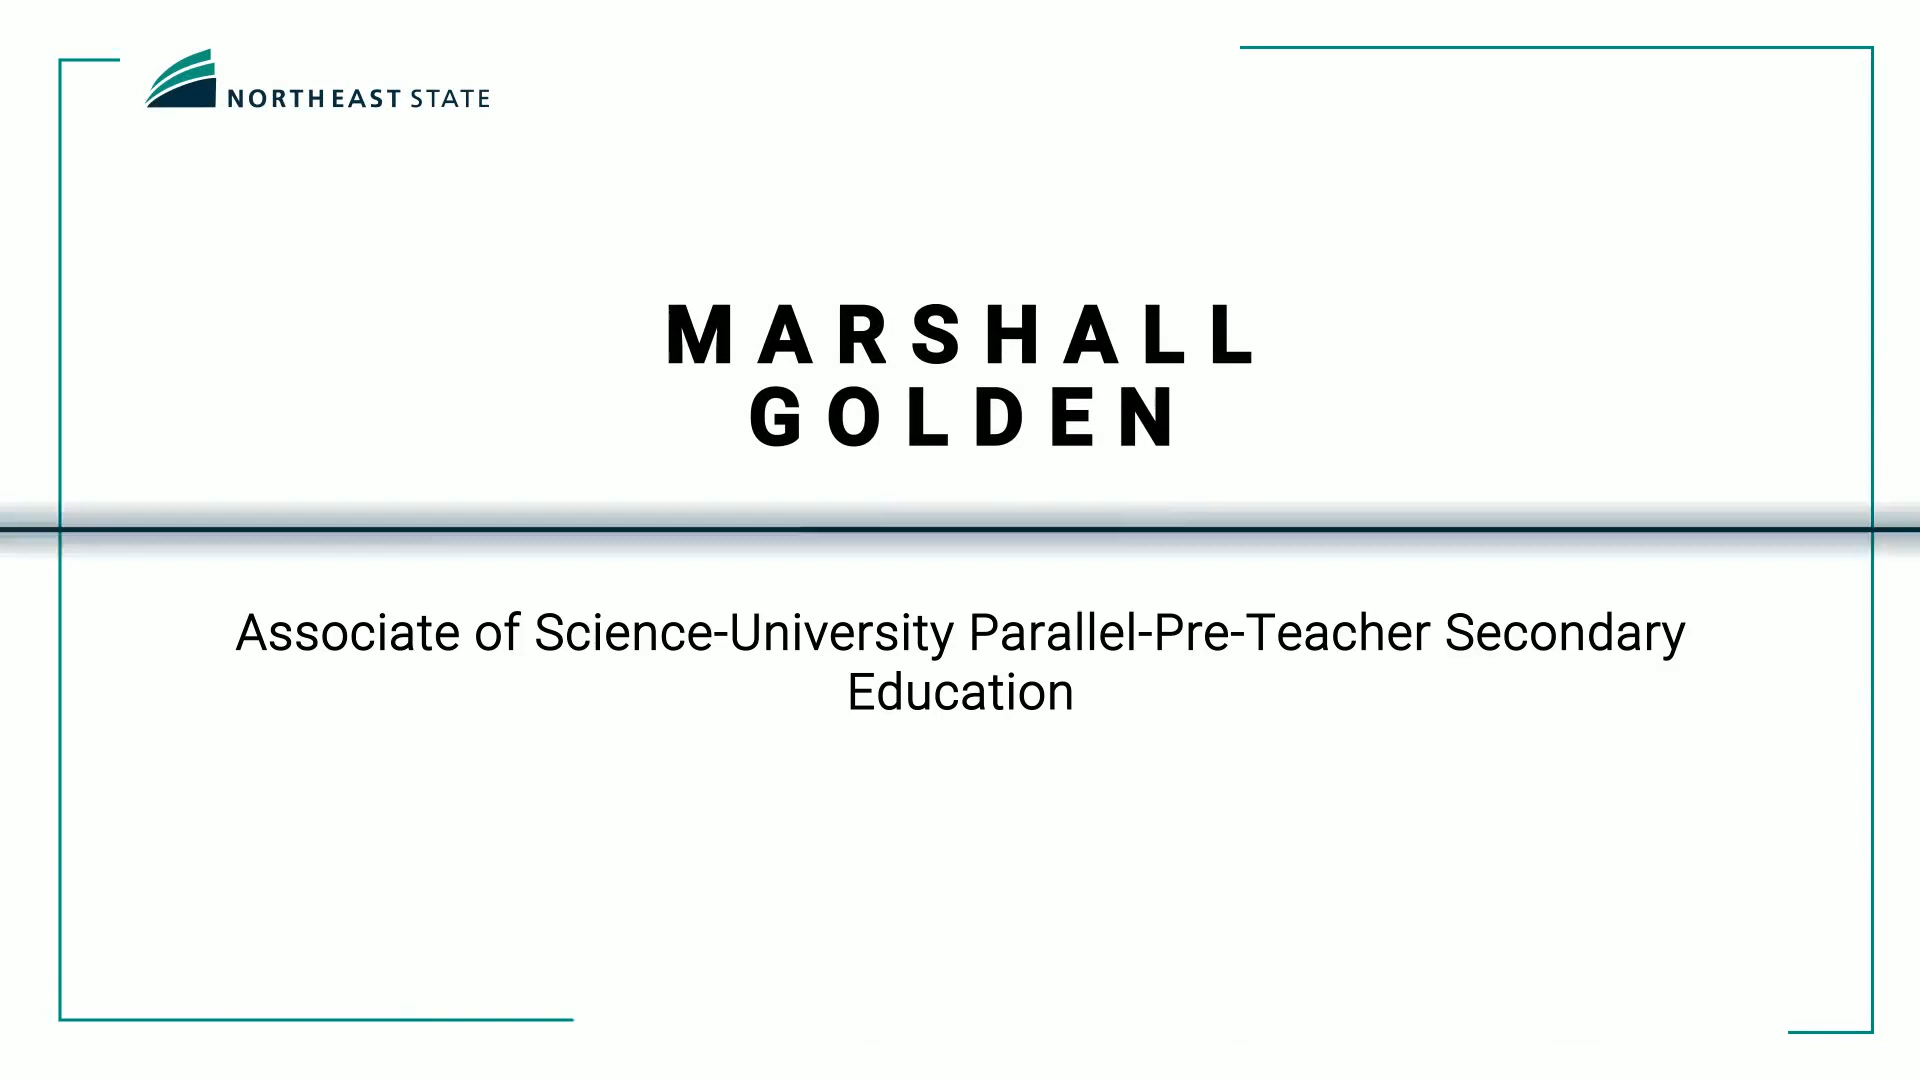 NORTHEAST STATE
MARSHALL
GOLDEN
Associate of Science-University Parallel-Pre-Teacher Secondary
Education